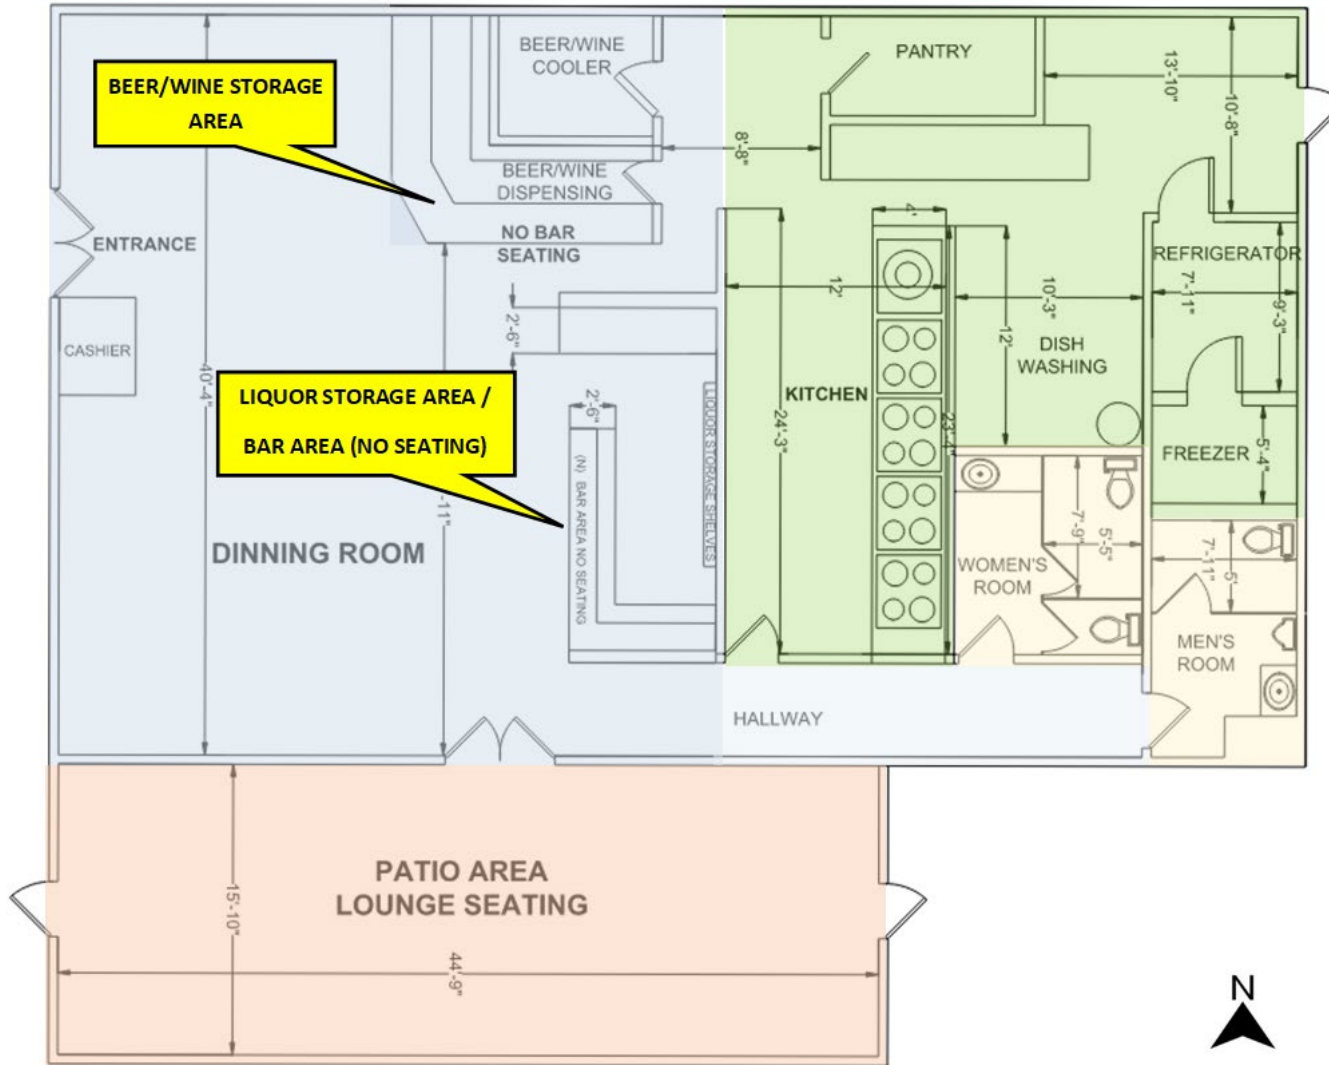 BEER/WINE
COOLER
PANTRY
13'-10"
10'-8"
BEER/WINE STORAGE
AREA
8'-8"
BEER/WINE
DISPENSING
4'
NO BAR
SEATING
ENTRANCE
REFRIGERATOR
7'-11"
9'-3"
12'
10'-3"
12'
2'-6"
CASHIER
40'-4"
DISH
WASHING
KITCHEN
LIQUOR STORAGE AREA /
BAR AREA (NO SEATING)
2'-6"
LIQUOR STORAGE SHELVES
24'-3"
23'-4"
FREEZER
5'-4"
-11"
(N) BAR AREA NO SEATING
DINNING ROOM
7'-9"
5'-5"
WOMEN'S
ROOM
7'-11"
5'
MEN'S
ROOM
HALLWAY
PATIO AREA
LOUNGE SEATING
15'-10"
44'-9"
N